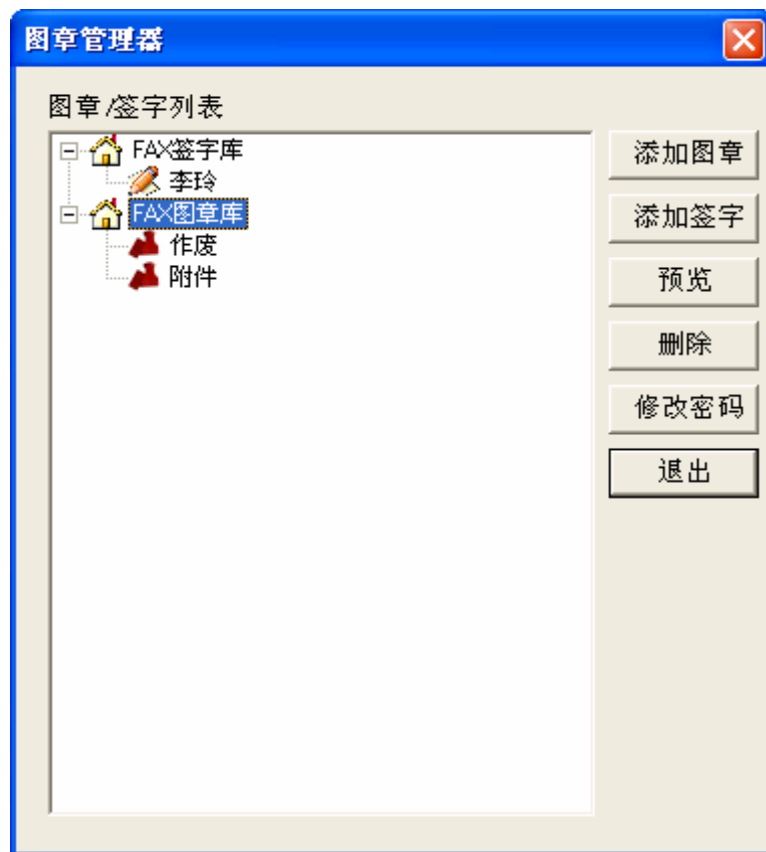 图章管理器
图章/签字列表
FAX签字库
李玲
FAX图章库
作废
附件
添加图章
添加签字
预览
删除
修改密码
退出